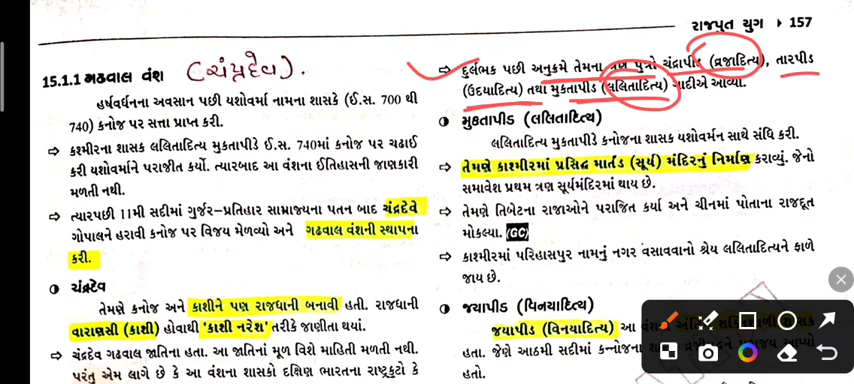 રાજપૂત યુગ ▸ 157
15.1.1 ગઢવાલ વંશ (ચંદ્રદેવ).
હર્ષવર્ધનના અવસાન પછી યશોવર્મા નામના શાસકે (ઈ.સ. 700 થી
740) કનોજ પર સત્તા પ્રાપ્ત કરી.
⇨ કશ્મીરના શાસક લલિતાદિત્ય મુક્તાપીડે ઈ.સ. 740માં કનોજ પર ચઢાઈ
કરી યશોવર્માને પરાજીત કર્યો. ત્યારબાદ આ વંશના ઈતિહાસની જાણકારી
મળતી નથી.
⇨ ત્યારપછી 11મી સદીમાં ગુર્જર-પ્રતિહાર સામ્રાજ્યના પતન બાદ ચંદ્રદેવે
ગોપાલને હરાવી કનોજ પર વિજય મેળવ્યો અને ગઢવાલ વંશની સ્થાપના
કરી.
ચંદ્રદેવ
તેમણે કનોજ અને કાશીને પણ રાજધાની બનાવી હતી. રાજધાની
વારાણસી (કાશી) હોવાથી 'કાશી નરેશ' તરીકે જાણીતા થયાં.
⇨ ચંદ્રદેવ ગઢવાલ જાતિના હતા. આ જાતિનાં મૂળ વિશે માહિતી મળતી નથી.
પરંતુ એમ લાગે છે કે આ વંશના શાસકો દક્ષિણ ભારતના રાષ્ટ્રકુટો કે
⇨ દુર્લભક પછી અનુક્રમે તેમના ત્રણ પુત્રો ચંદ્રાપીડ (વ્રજાદિત્ય), તારપીડ
(ઉદયાદિત્ય) તથા મુક્તાપીડ (લલિતાદિત્ય) ગાદીએ આવ્યા.
મુક્તાપીડ (લલિતાદિત્ય)
લલિતાદિત્ય મુક્તાપીડે કનોજના શાસક યશોવર્મન સાથે સંધિ કરી.
⇨ તેમણે કાશ્મીરમાં પ્રસિદ્ધ માર્તંડ (સૂર્ય) મંદિરનું નિર્માણ કરાવ્યું. જેનો
સમાવેશ પ્રથમ ત્રણ સૂર્યમંદિરમાં થાય છે.
⇨ તેમણે તિબેટના રાજાઓને પરાજિત કર્યા અને ચીનમાં પોતાના રાજદૂત
મોકલ્યા. (GC)
⇨ કાશ્મીરમાં પરિહાસપુર નામનું નગર વસાવવાનો શ્રેય લલિતાદિત્યને ફાળે
જાય છે.
જયાપીડ (વિનયાદિત્ય)
જયાપીડ (વિનયાદિત્ય) આ
હતા. જેણે આઠમી સદીમાં કન્નોજના
હતો.